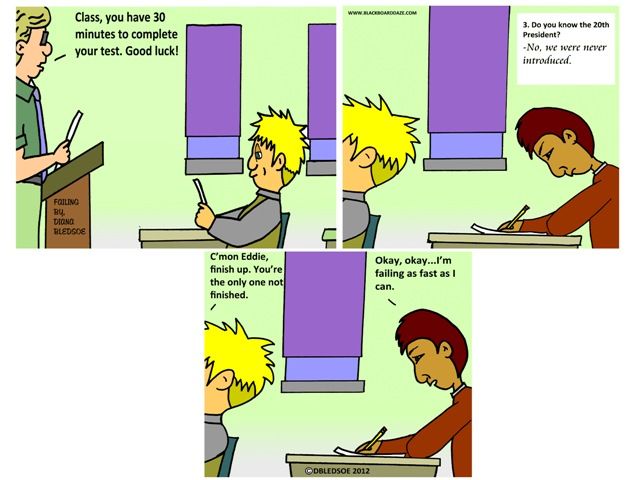 Class, you have 30
minutes to complete
your test. Good luck!
FAILING
BY,
DIANA
BLEDSOE
WWW.BLACKBOARDDAZE.COM
3. Do you know the 20th
President?
-No, we were never
introduced.
C'mon Eddie,
finish up. You're
the only one not
finished.
Okay, okay...I'm
failing as fast as I
can.
©DBLEDSOE 2012